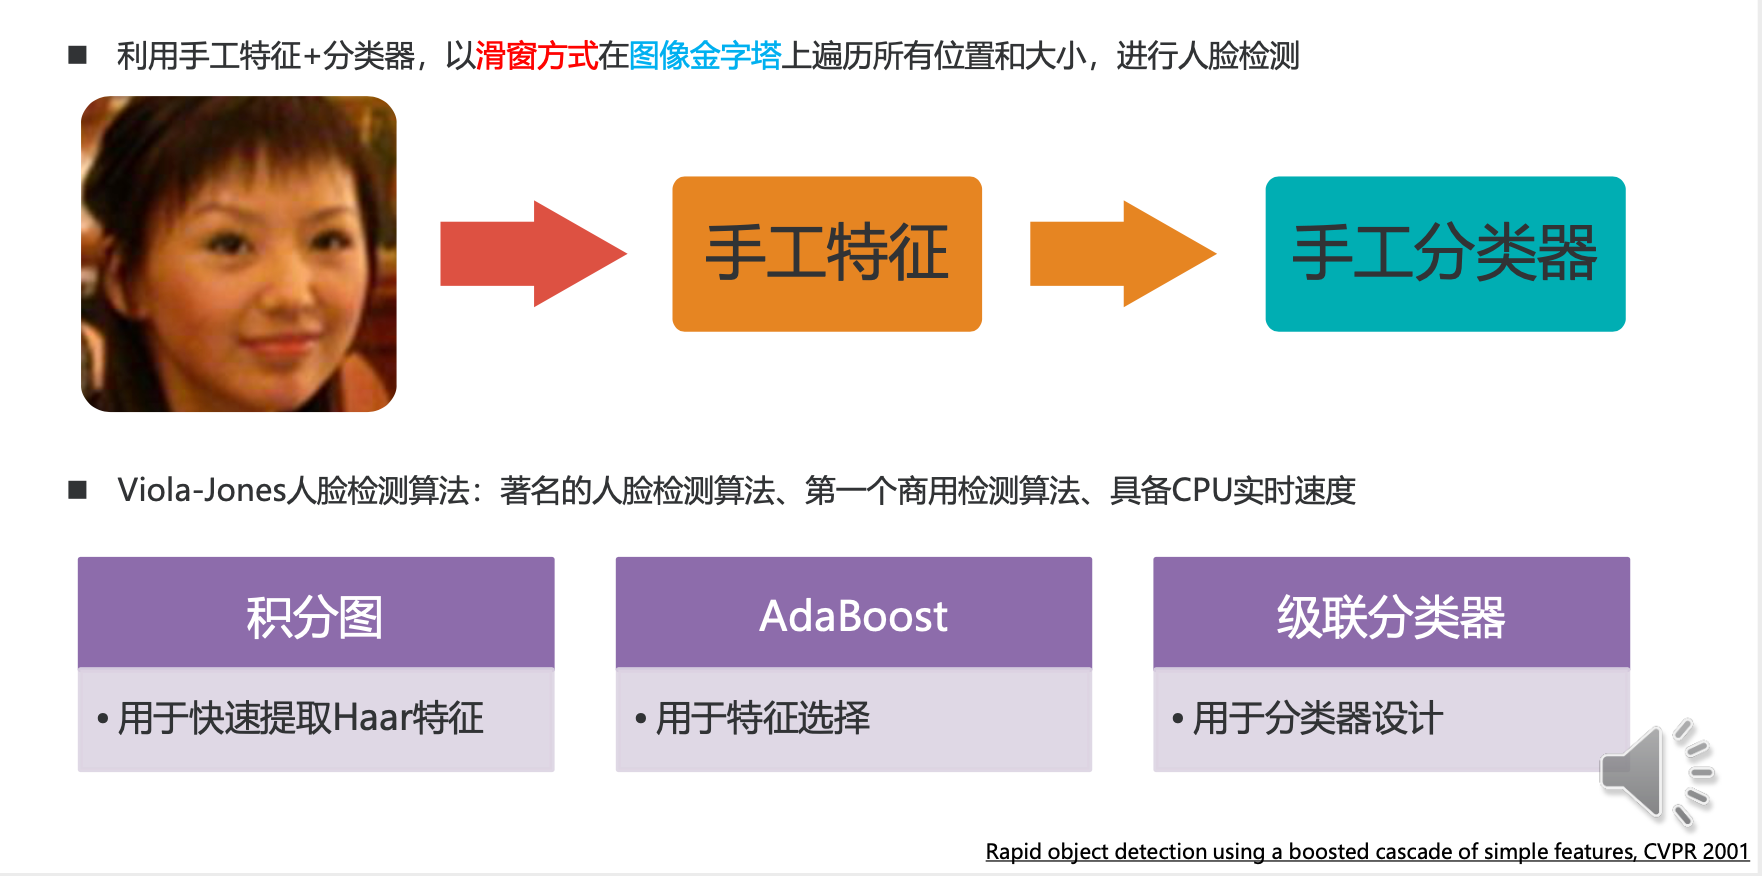 利用手工特征+分类器，以滑窗方式在图像金字塔上遍历所有位置和大小，进行人脸检测
手工特征
手工分类器
Viola-Jones人脸检测算法：著名的人脸检测算法、第一个商用检测算法、具备CPU实时速度
积分图
• 用于快速提取Haar特征
AdaBoost
• 用于特征选择
级联分类器
• 用于分类器设计
Rapid object detection using a boosted cascade of simple features, CVPR 2001